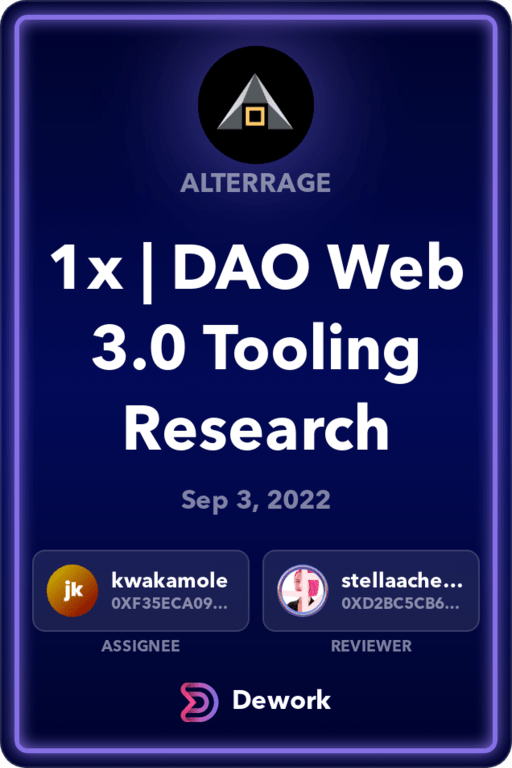 ALTERRAGE
1x | DAO Web
3.0 Tooling
Research
Sep 3, 2022
jk
kwakamole
0XF35ECA09...
ASSIGNEE
stellaache...
0XD2BC5CB6...
REVIEWER
Dework